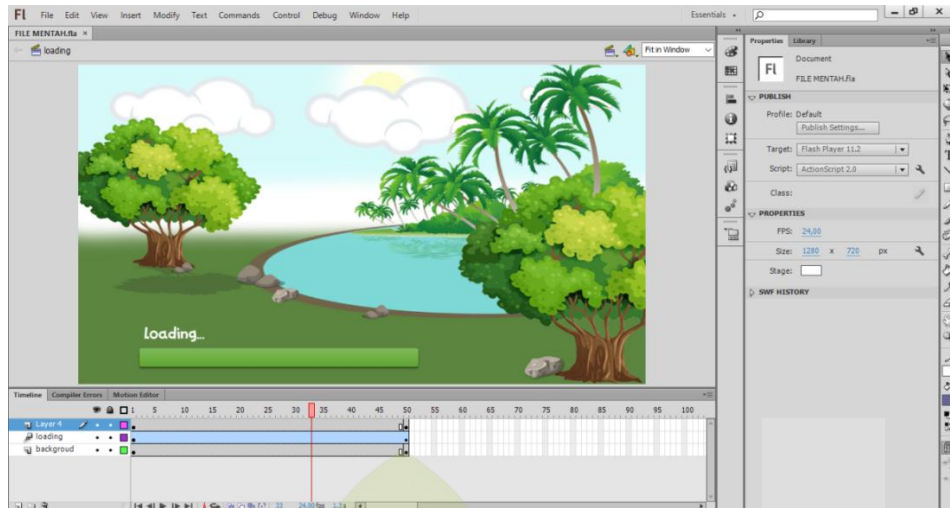 Fl File Edit View Insert Modify Text Commands Control Debug Window Help Essentials
FILE MENTAH.fla ×
loading Fit in Window
Properties Library
Fl Document
FILE MENTAH.fla
PUBLISH
Profile: Default
Publish Settings...
Target: Flash Player 11.2
Script: ActionScript 2.0
Class:
PROPERTIES
FPS: 24,00
Size: 1280 x 720 px
Stage:
SWF HISTORY
Loading...
Timeline Compiler Errors Motion Editor
1 5 10 15 20 25 30 35 40 45 50 55 60 65 70 75 80 85 90 95 100
Layer 4
loading
backgroud
33 24,00 fps